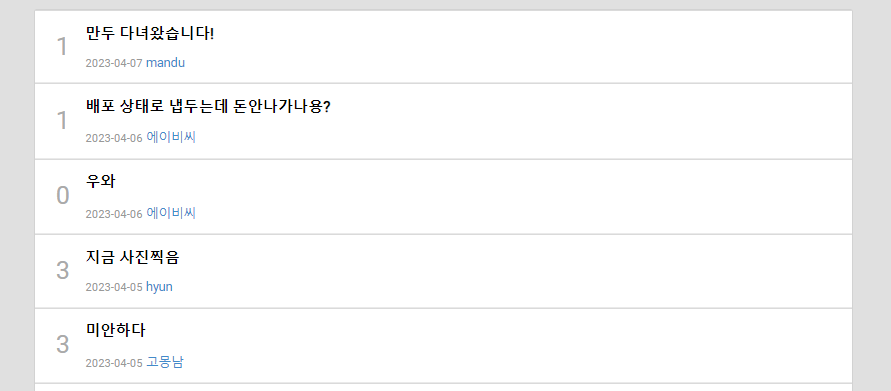 1
만두 다녀왔습니다!
2023-04-07 mandu
1
배포 상태로 냅두는데 돈안나가나용?
2023-04-06 에이비씨
0
우와
2023-04-06 에이비씨
3
지금 사진찍음
2023-04-05 hyun
3
미안하다
2023-04-05 고몽남